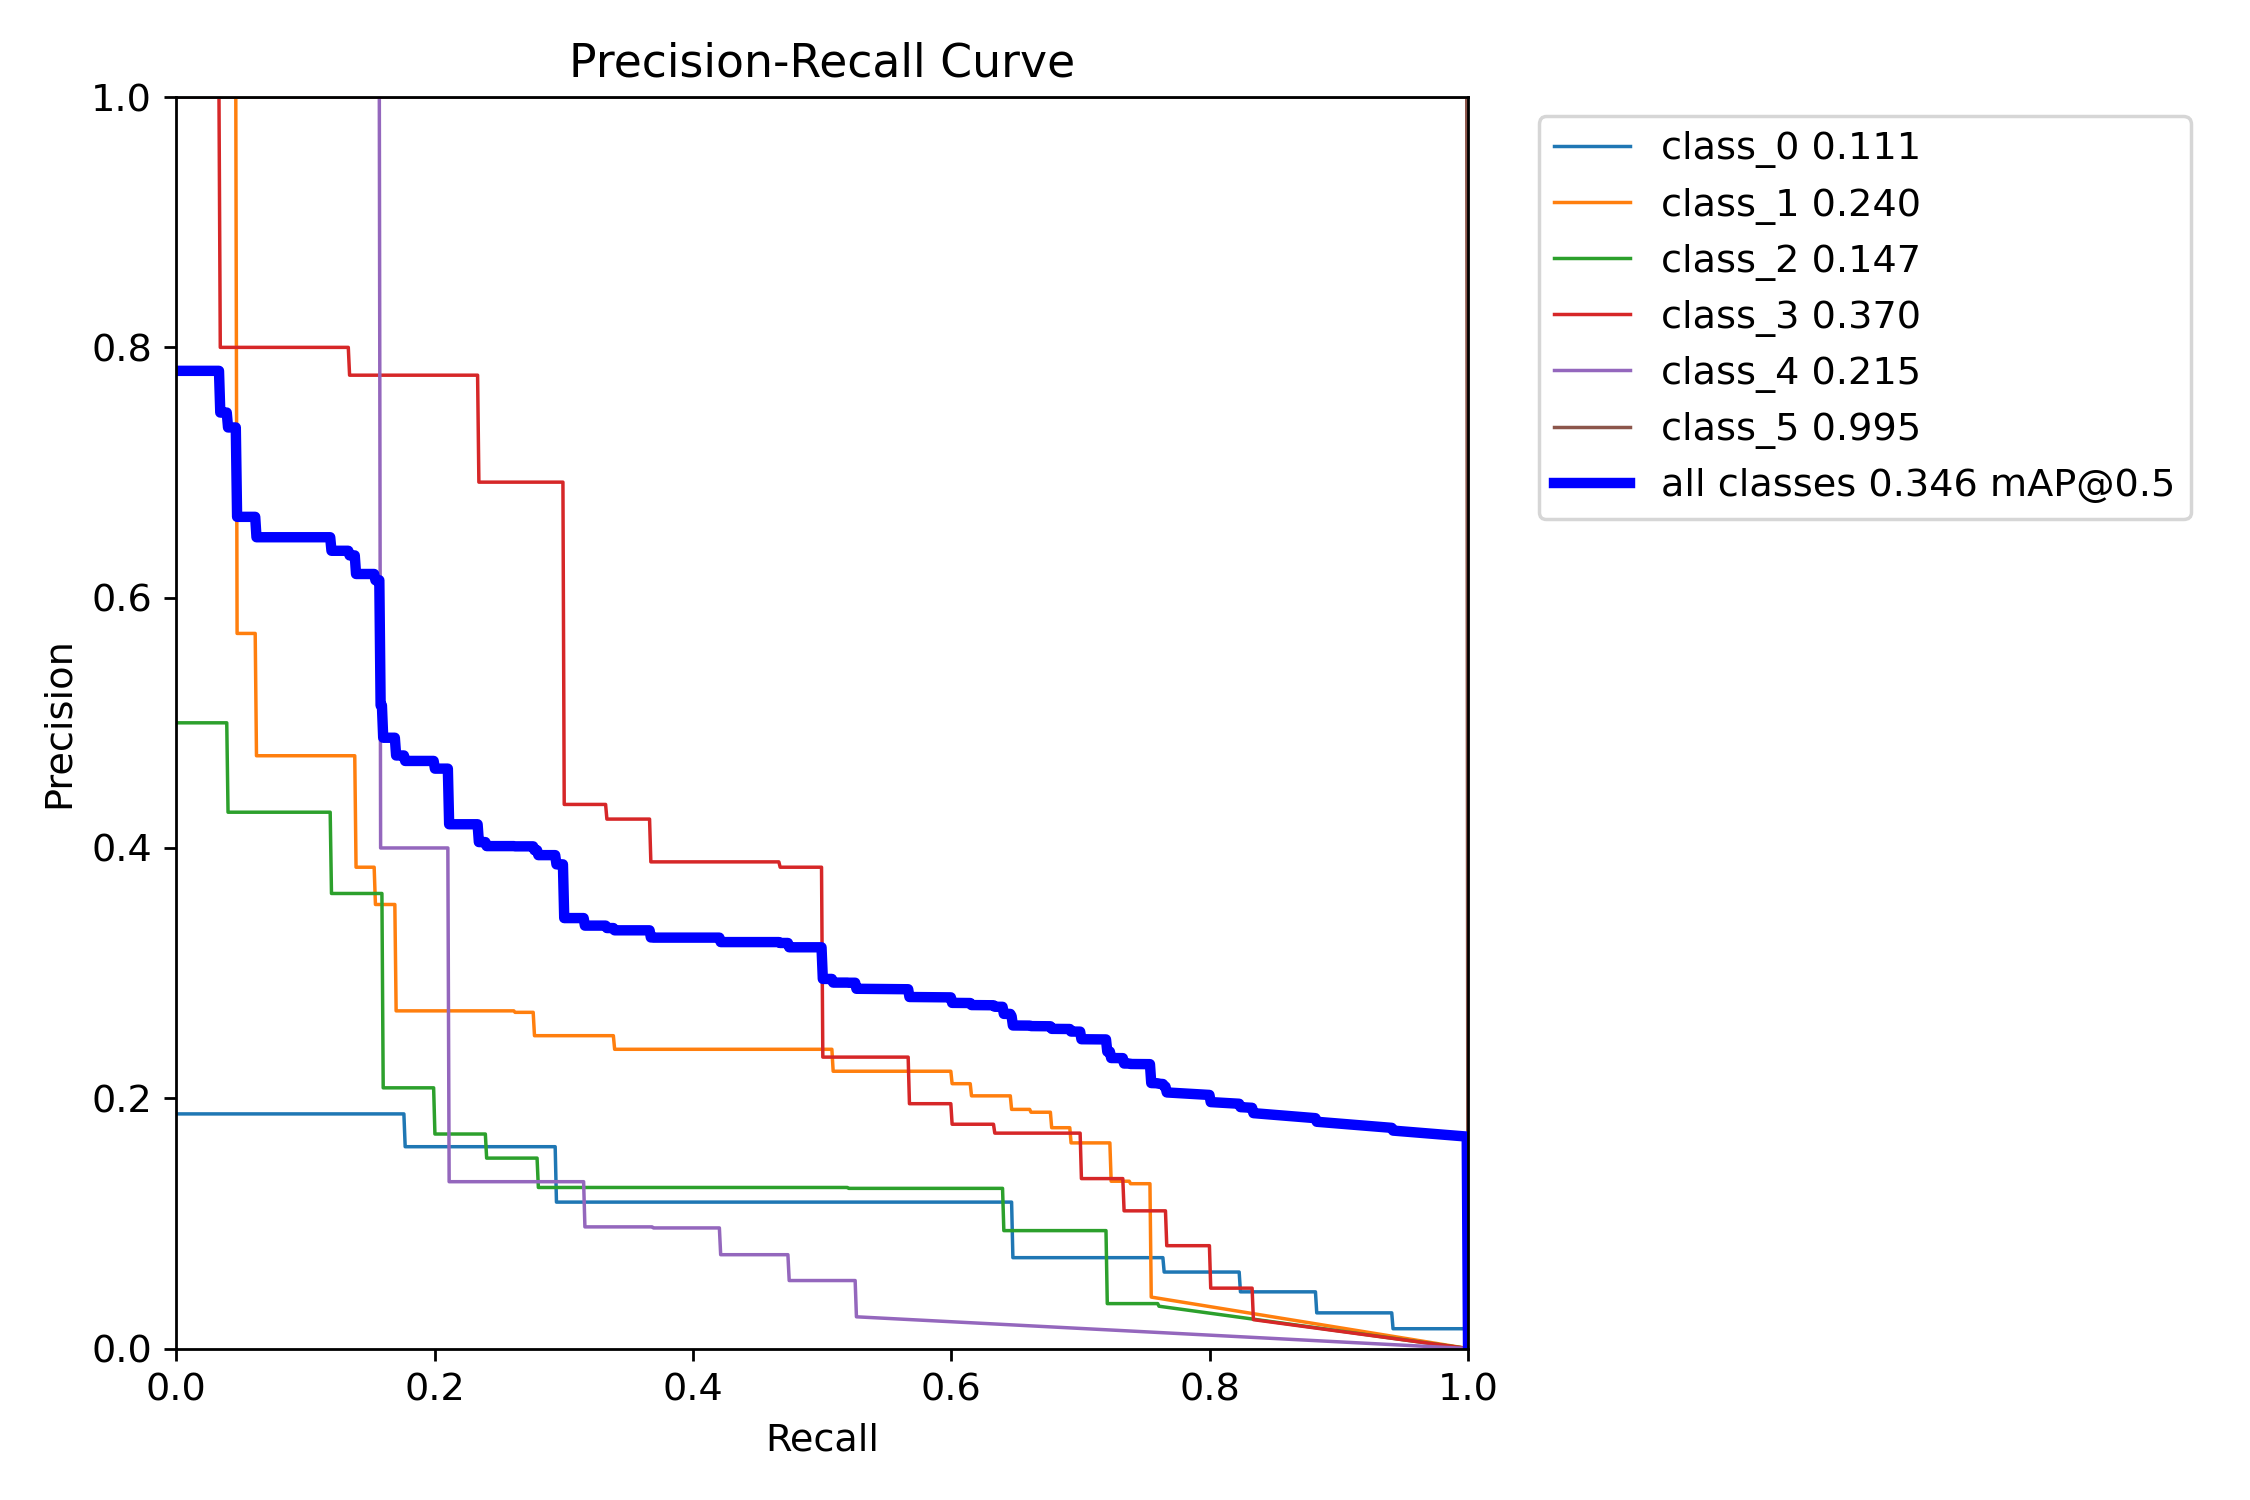 Precision-Recall Curve
1.0
0.8
0.6
0.4
0.2
0.0
Precision
0.0 0.2 0.4 0.6 0.8 1.0
Recall
class_0 0.111
class_1 0.240
class_2 0.147
class_3 0.370
class_4 0.215
class_5 0.995
all classes 0.346 mAP@0.5